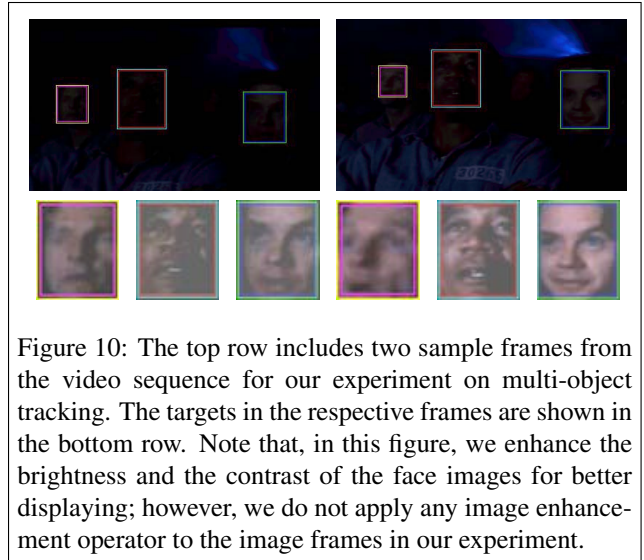 30265
Figure 10: The top row includes two sample frames from
the video sequence for our experiment on multi-object
tracking. The targets in the respective frames are shown in
the bottom row. Note that, in this figure, we enhance the
brightness and the contrast of the face images for better
displaying; however, we do not apply any image enhance-
ment operator to the image frames in our experiment.